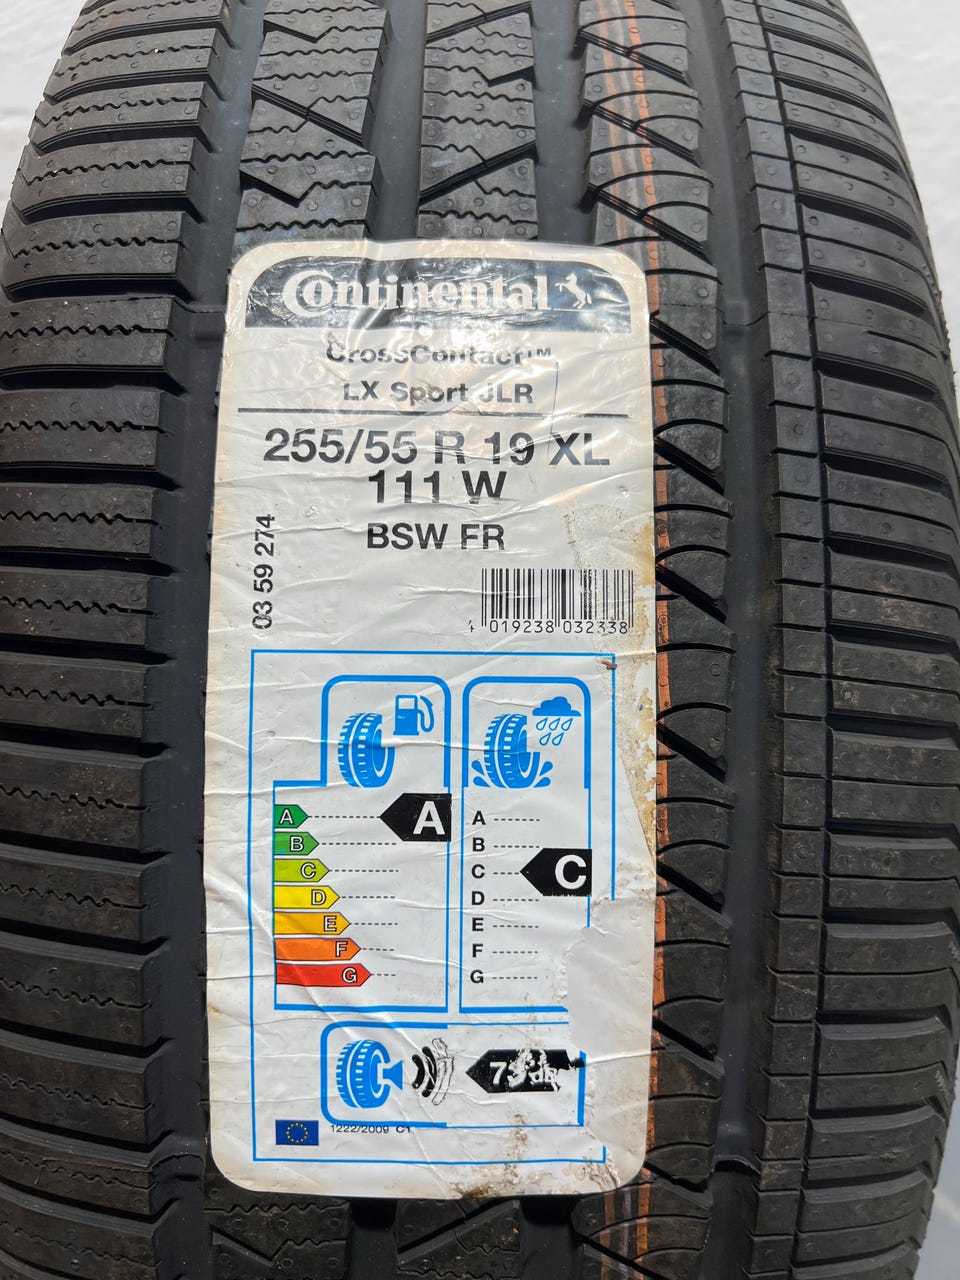 Continental
CrossContact™
LX Sport JLR
255/55 R 19 XL
111 W
BSW FR
03 59 274
4 019238 032338
A
B
C
D
E
F
G
A
A
B
C
D
E
F
G
C
dB
1222/2009 C1